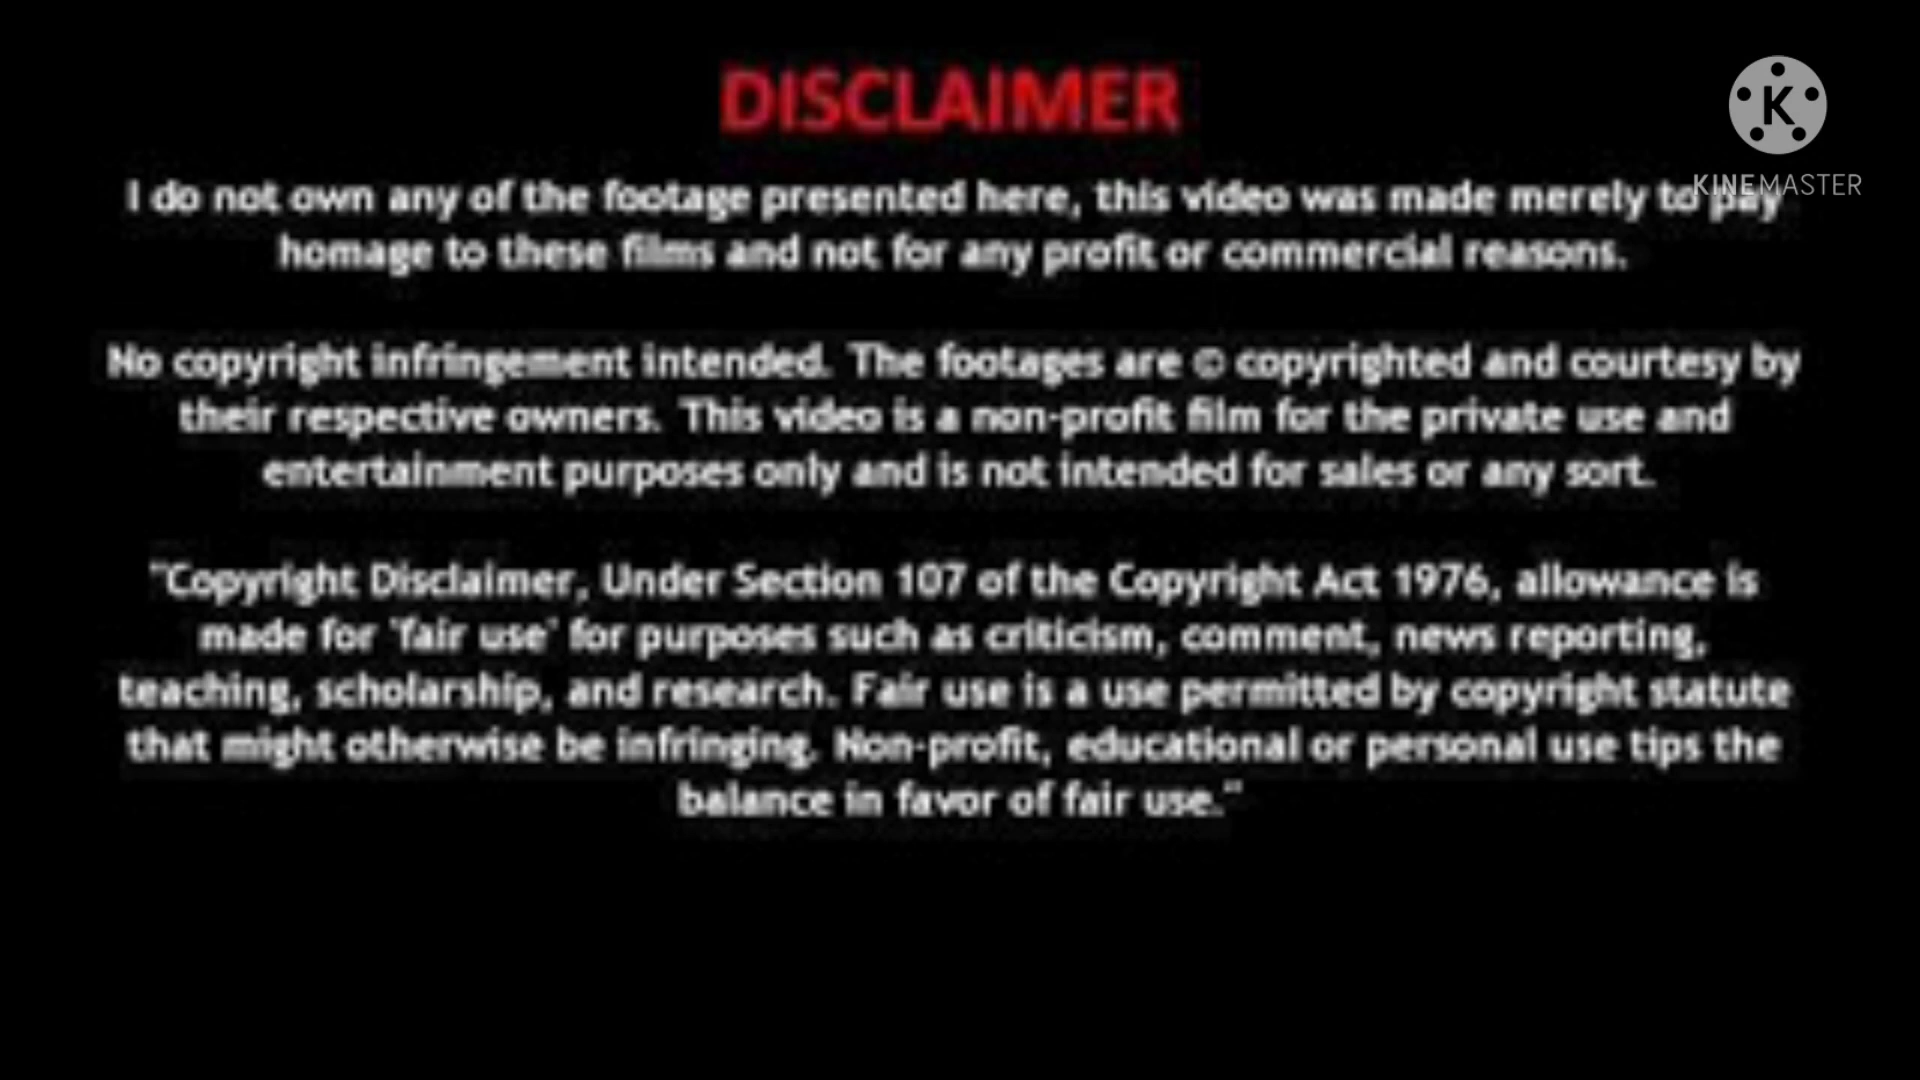 DISCLAIMER
I do not own any of the footage presented here, this video was made merely to pay
homage to these films and not for any profit or commercial reasons.
No copyright infringement intended. The footages are © copyrighted and courtesy by
their respective owners. This video is a non-profit film for the private use and
entertainment purposes only and is not intended for sales or any sort.
"Copyright Disclaimer, Under Section 107 of the Copyright Act 1976, allowance is
made for 'fair use' for purposes such as criticism, comment, news reporting,
teaching, scholarship, and research. Fair use is a use permitted by copyright statute
that might otherwise be infringing. Non-profit, educational or personal use tips the
balance in favor of fair use."
K
KINEMASTER